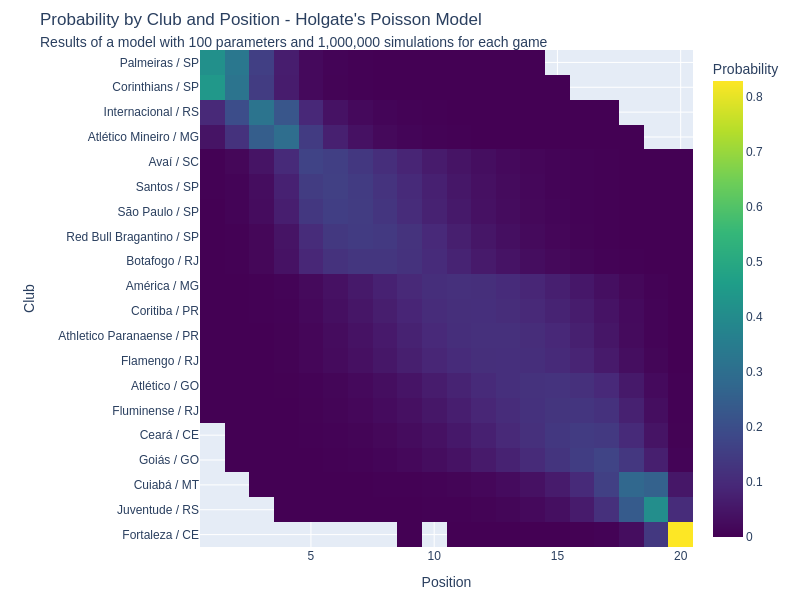 Probability by Club and Position - Holgate's Poisson Model
Results of a model with 100 parameters and 1,000,000 simulations for each game
Probability
Palmeiras / SP
Corinthians / SP
Internacional / RS
Atlético Mineiro / MG
Avaí / SC
Santos / SP
São Paulo / SP
Red Bull Bragantino / SP
Botafogo / RJ
América / MG
Coritiba / PR
Athletico Paranaense / PR
Flamengo / RJ
Atlético / GO
Fluminense / RJ
Ceará / CE
Goiás / GO
Cuiabá / MT
Juventude / RS
Fortaleza / CE
Club
5
10
15
20
Position
0.8
0.7
0.6
0.5
0.4
0.3
0.2
0.1
0